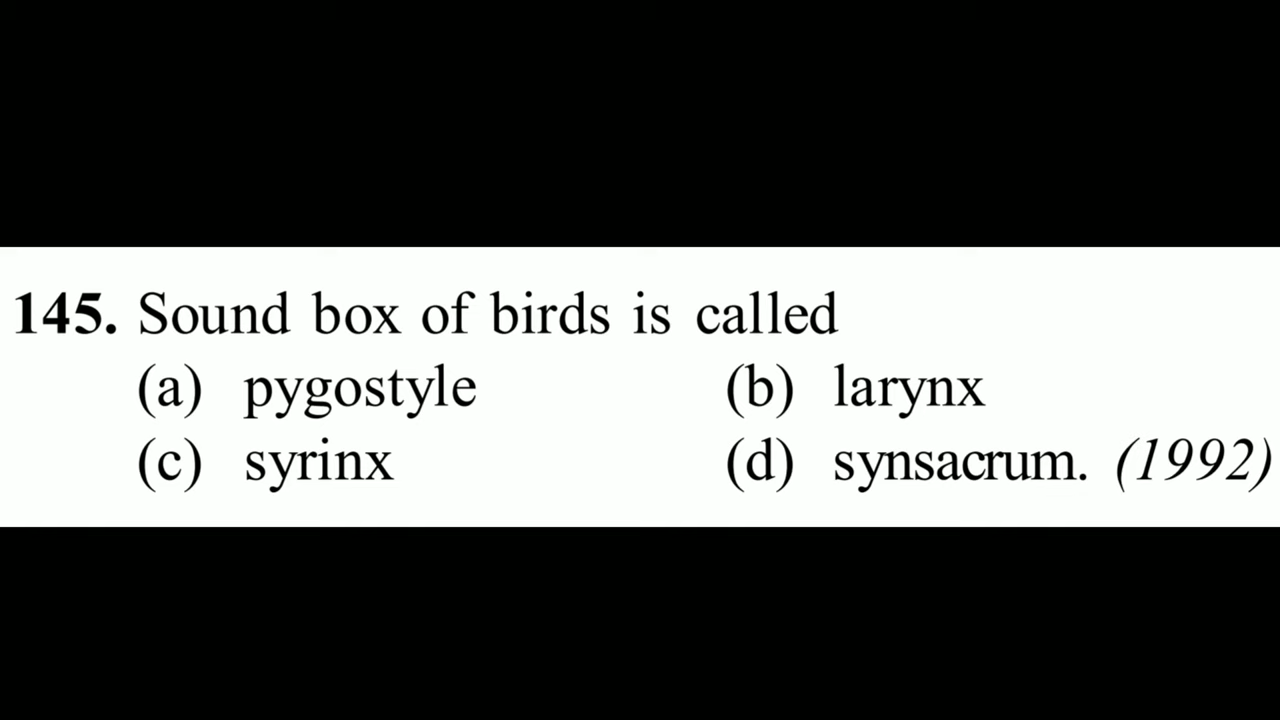 145. Sound box of birds is called
(a) pygostyle (b) larynx
(c) syrinx (d) synsacrum. (1992)